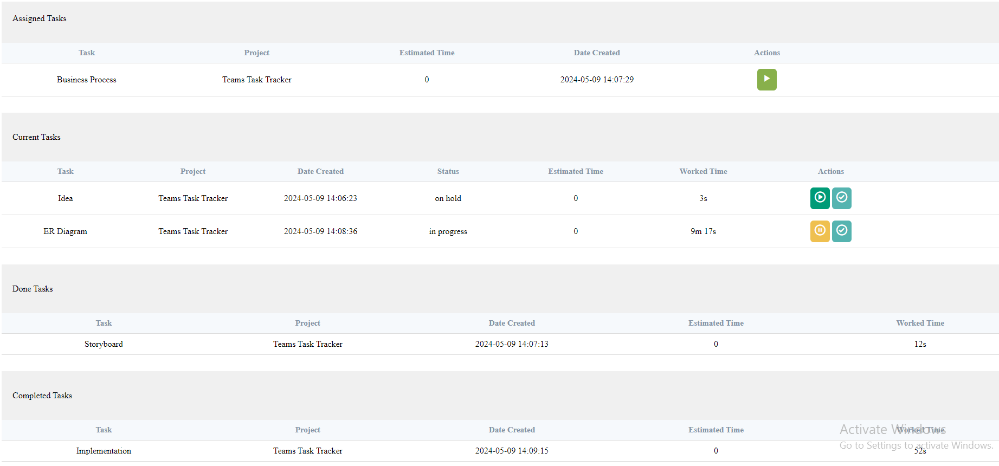 Assigned Tasks
Task Project Estimated Time Date Created Actions
Business Process Teams Task Tracker 0 2024-05-09 14:07:29
Current Tasks
Task Project Date Created Status Estimated Time Worked Time Actions
Idea Teams Task Tracker 2024-05-09 14:06:23 on hold 0 3s
ER Diagram Teams Task Tracker 2024-05-09 14:08:36 in progress 0 9m 17s
Done Tasks
Task Project Date Created Estimated Time Worked Time
Storyboard Teams Task Tracker 2024-05-09 14:07:13 0 12s
Completed Tasks
Task Project Date Created Estimated Time Worked Time
Implementation Teams Task Tracker 2024-05-09 14:09:15 0 52s
Activate Windows
Go to Settings to activate Windows.